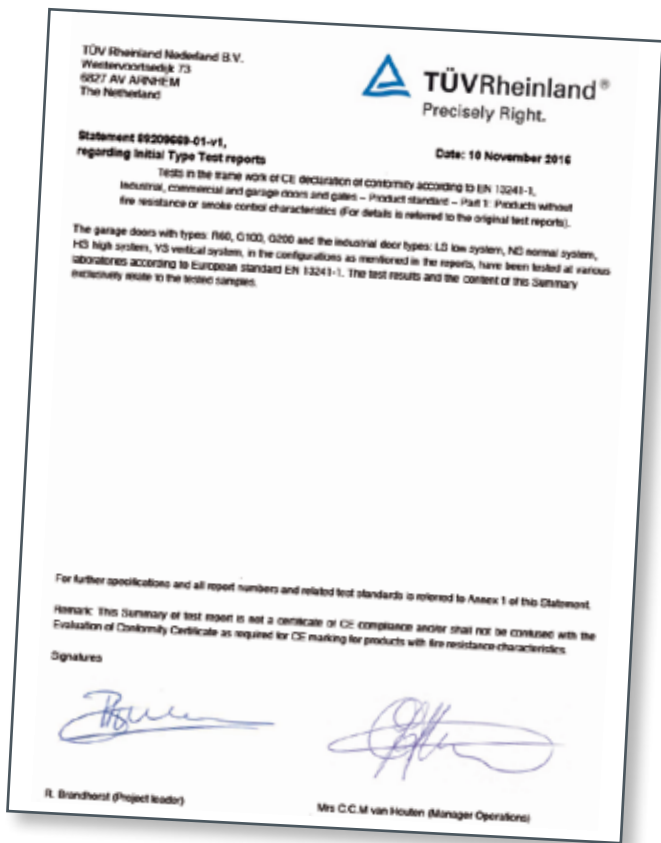 TÜV Rheinland Nederland B.V.
Westervoortsedijk 73
6827 AV ARNHEM
The Netherland
TÜVRheinland®
Precisely Right.
Statement 89209669-01-v1,
regarding Initial Type Test reports
Date: 10 November 2016
Tests in the frame work of CE declaration of conformity according to EN 13241-1,
Industrial, commercial and garage doors and gates – Product standard – Part 1: Products without
fire resistance or smoke control characteristics (For details is referred to the original test reports).
The garage doors with types: R60, G100, G200 and the industrial door types: LS low system, NS normal system,
HS high system, VS vertical system, in the configurations as mentioned in the reports, have been tested at various
laboratories according to European standard EN 13241-1. The test results and the content of this Summary
exclusively relate to the tested samples.
For further specifications and all report numbers and related test standards is referred to Annex 1 of this Statement.
Remark: This Summary of test report is not a certificate of CE compliance and/or shall not be confused with the
Evaluation of Conformity Certificate as required for CE marking for products with fire resistance characteristics.
Signatures
R. Brandhorst (Project leader)
Mrs C.C.M van Houten (Manager Operations)